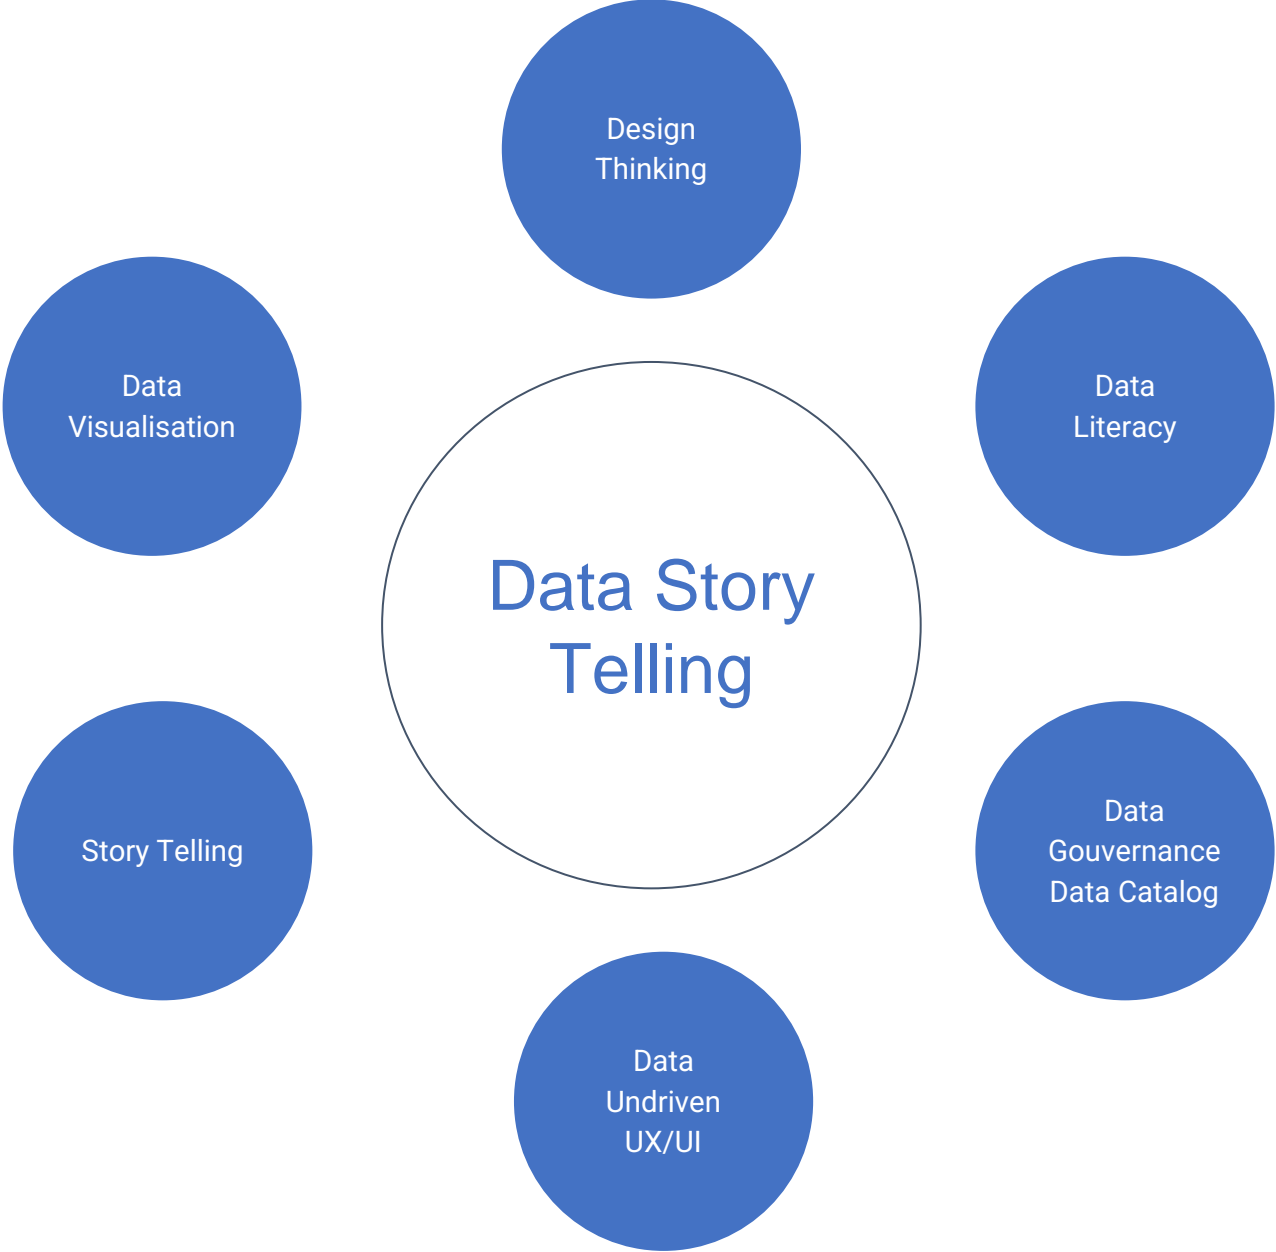 Design
Thinking
Data
Visualisation
Data
Literacy
Data Story
Telling
Story Telling
Data
Gouvernance
Data Catalog
Data
Undriven
UX/UI